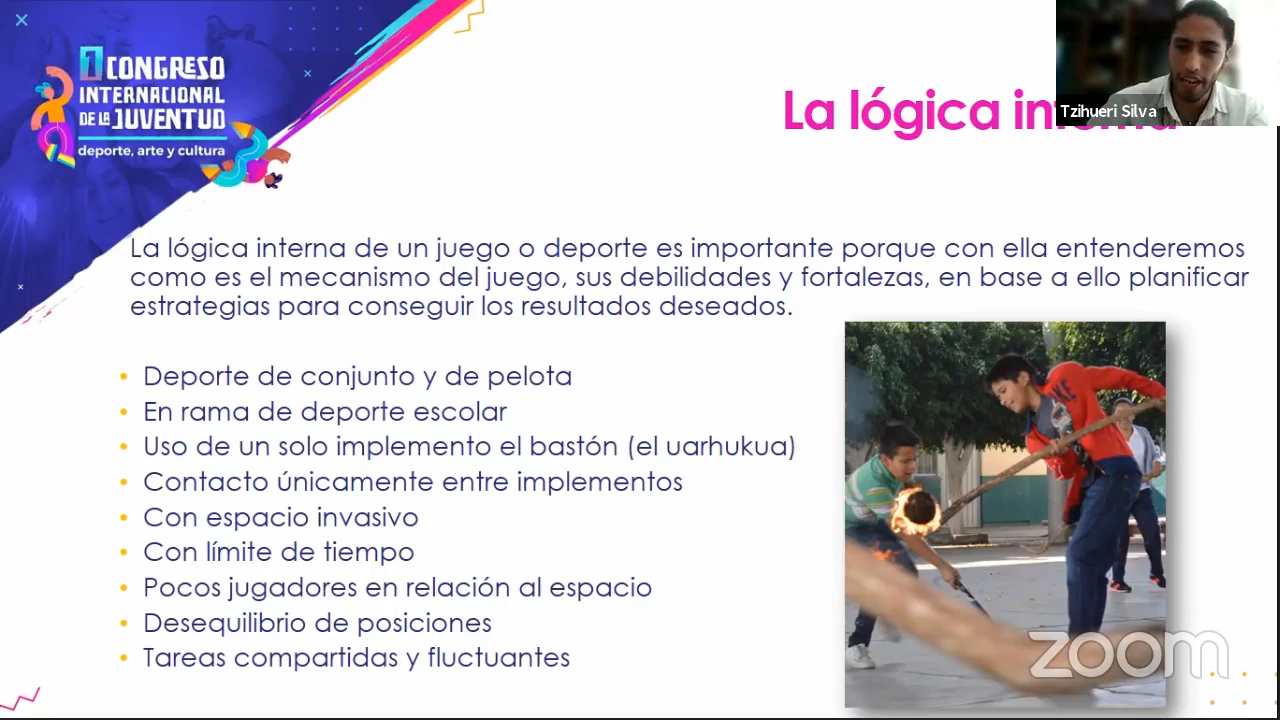 1 CONGRESO
INTERNACIONAL
DE LA JUVENTUD
deporte, arte y cultura
La lógica
Tzihueri Silva
La lógica interna de un juego o deporte es importante porque con ella entenderemos
como es el mecanismo del juego, sus debilidades y fortalezas, en base a ello planificar
estrategias para conseguir los resultados deseados.
• Deporte de conjunto y de pelota
• En rama de deporte escolar
• Uso de un solo implemento el bastón (el uarhukua)
• Contacto únicamente entre implementos
• Con espacio invasivo
• Con límite de tiempo
• Pocos jugadores en relación al espacio
• Desequilibrio de posiciones
• Tareas compartidas y fluctuantes
zoom